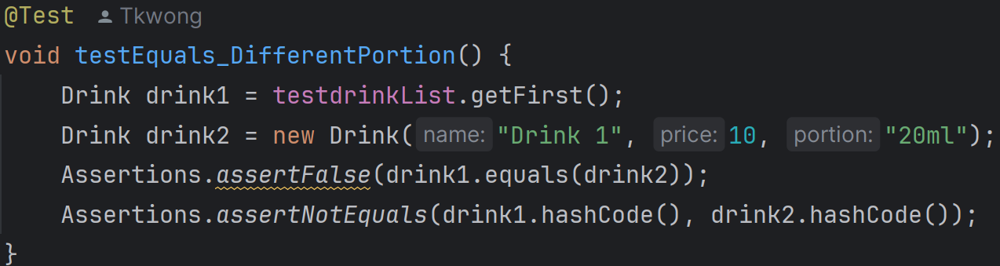 @Test Tkwong
void testEquals_DifferentPortion() {
    Drink drink1 = testdrinkList.getFirst();
    Drink drink2 = new Drink( name: "Drink 1", price: 10, portion: "20ml");
    Assertions.assertFalse(drink1.equals(drink2));
    Assertions.assertNotEquals(drink1.hashCode(), drink2.hashCode());
}